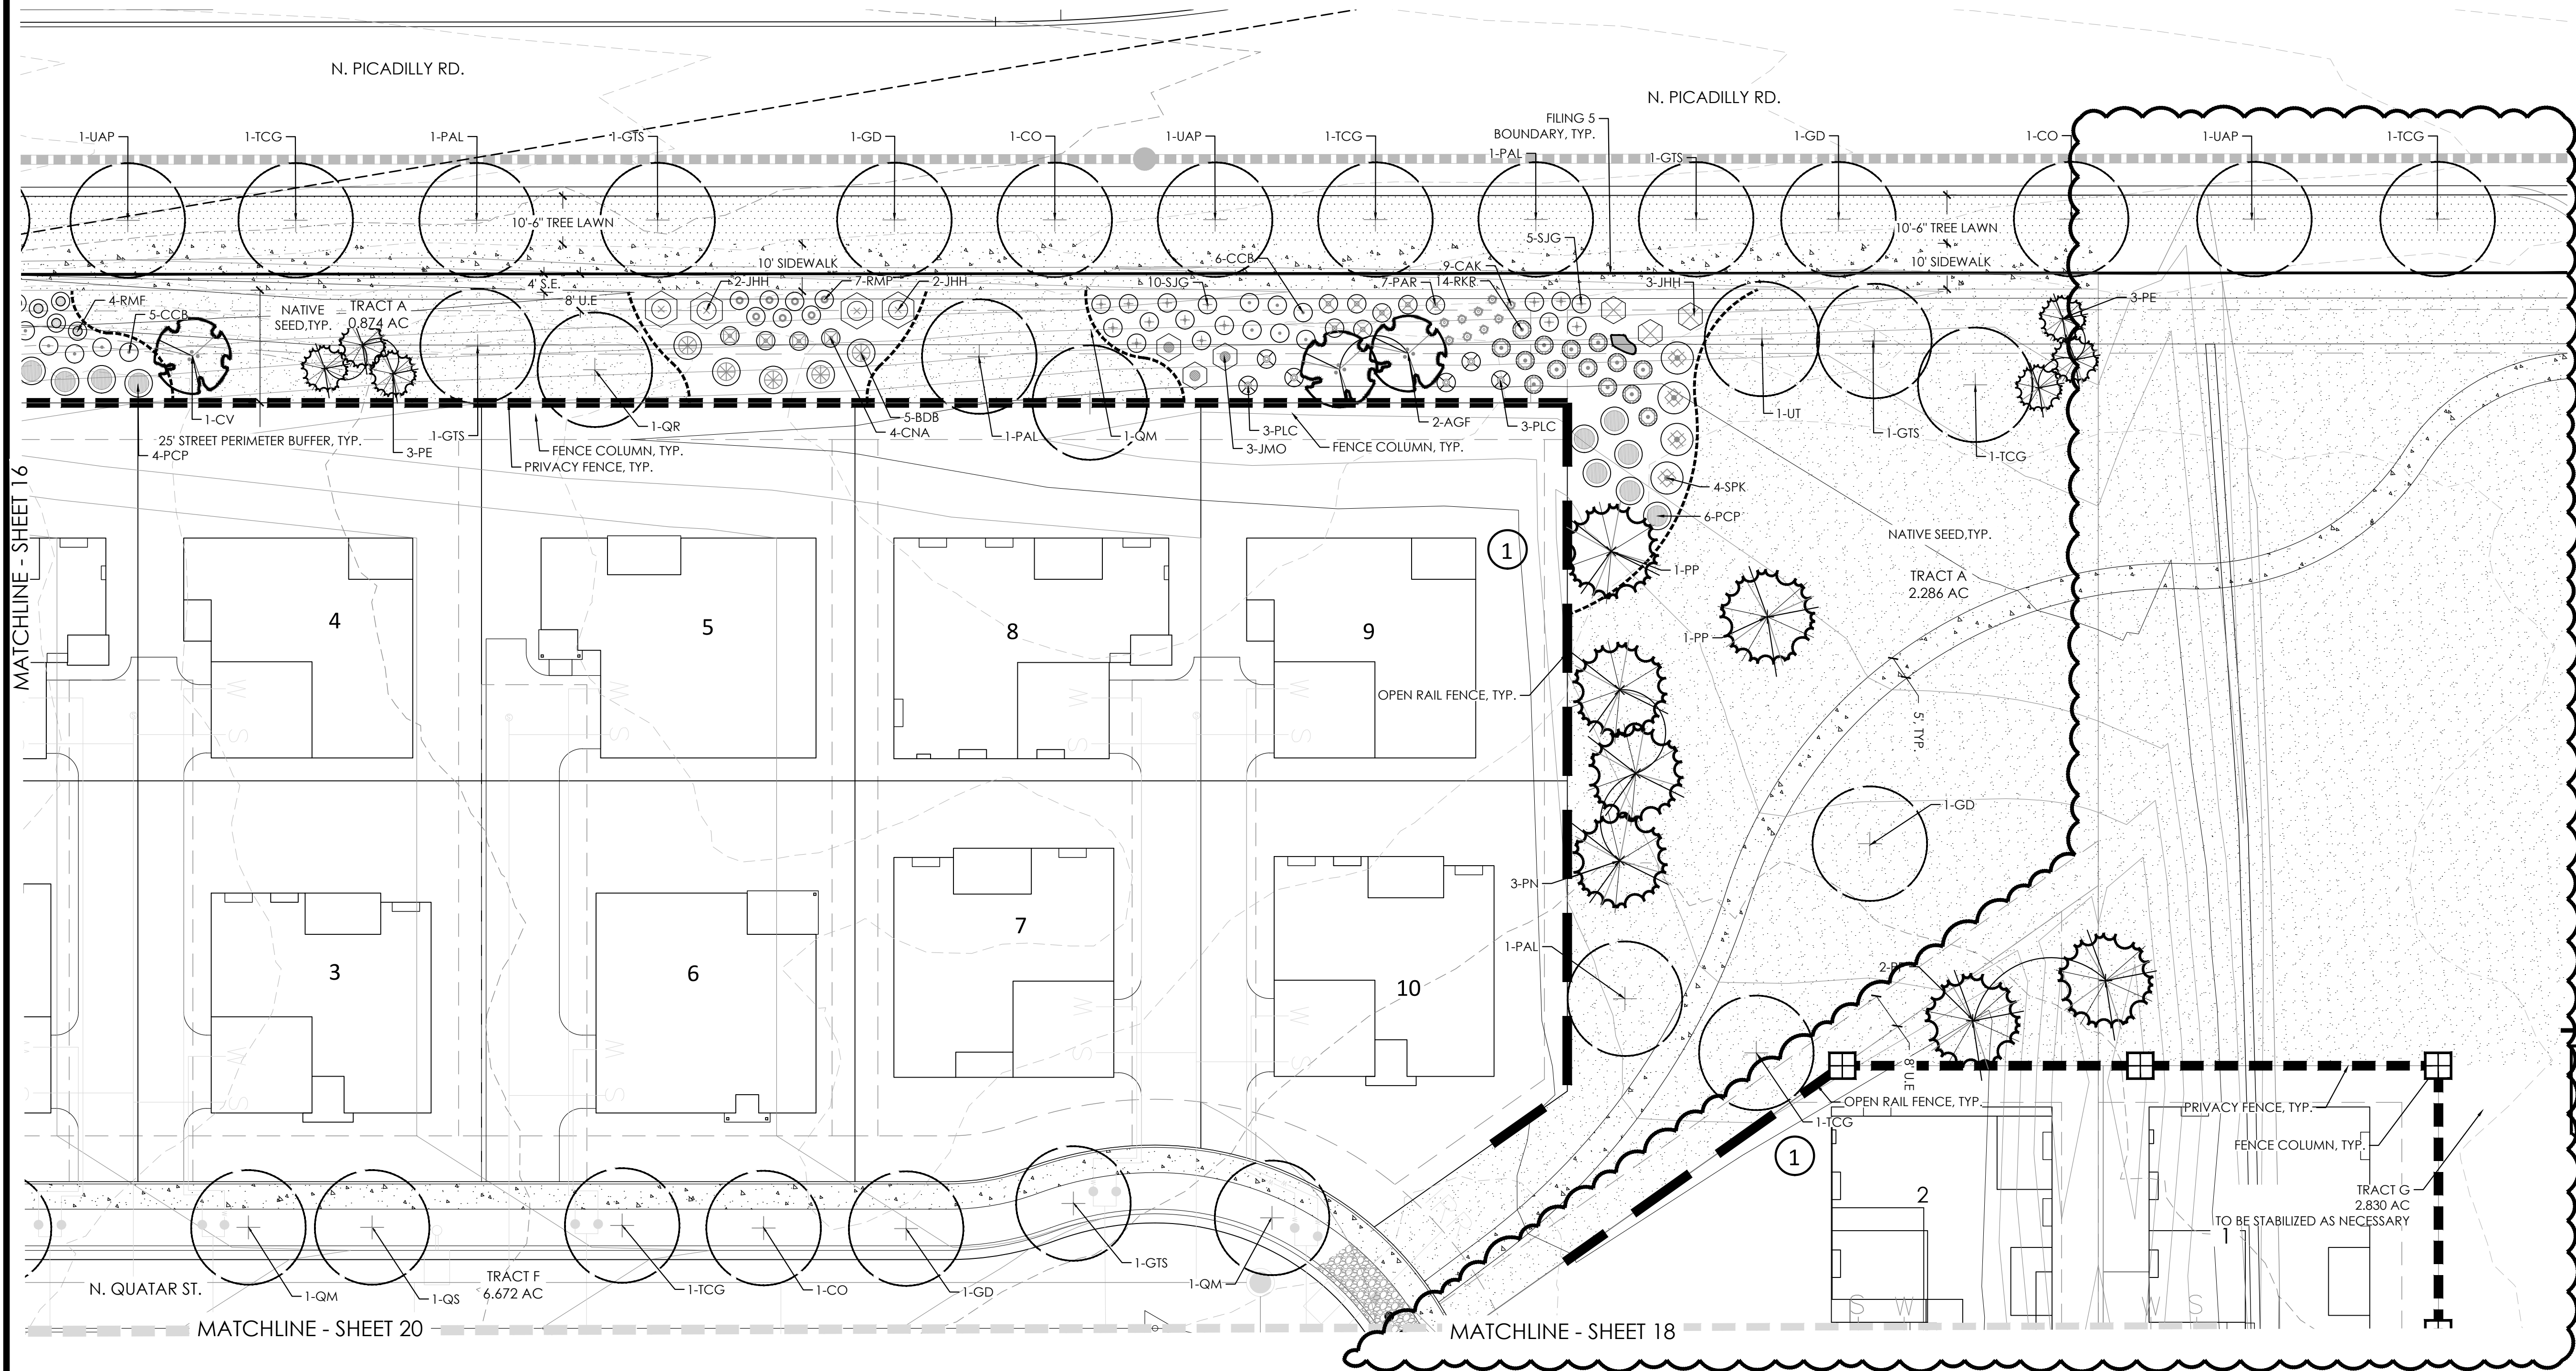 N. PICADILLY RD.
N. PICADILLY RD.
FILING 5
BOUNDARY, TYP.
1-UAP
1-TCG
1-PAL
1-GTS
1-GD
1-CO
1-UAP
1-TCG
1-PAL
1-GTS
1-GD
1-CO
1-UAP
1-TCG
10'-6" TREE LAWN
10'-6" TREE LAWN
10' SIDEWALK
10' SIDEWALK
4' S.E.
8' U.E
5-SJG
6-CCB
9-CAK
14-RKR
7-PAR
10-SJG
3-JHH
2-JHH
7-RMP
2-JHH
4-RMF
5-CCB
NATIVE
SEED,TYP.
TRACT A
0.874 AC
3-PE
1-CV
25' STREET PERIMETER BUFFER, TYP.
4-PCP
3-PE
1-GTS
1-QR
FENCE COLUMN, TYP.
PRIVACY FENCE, TYP.
5-BDB
4-CNA
1-PAL
1-QM
3-PLC
3-JMO
2-AGF
FENCE COLUMN, TYP.
3-PLC
1-UT
1-GTS
1-TCG
4-SPK
6-PCP
1-PP
1-PP
NATIVE SEED,TYP.
TRACT A
2.286 AC
MATCHLINE - SHEET 16
1
4
5
8
9
OPEN RAIL FENCE, TYP.
5', TYP.
W
S
W
S
W
S
W
S
1-GD
3-PN
1-PAL
3
6
7
10
W
S
W
S
W
S
W
S
8' U.E
OPEN RAIL FENCE, TYP.
1-TCG
1
PRIVACY FENCE, TYP.
FENCE COLUMN, TYP.
TRACT G
2.830 AC
TO BE STABILIZED AS NECESSARY
2
1
S
W
W
S
1-GTS
1-QM
N. QUATAR ST.
1-QM
1-QS
TRACT F
6.672 AC
1-TCG
1-CO
1-GD
MATCHLINE - SHEET 20
MATCHLINE - SHEET 18